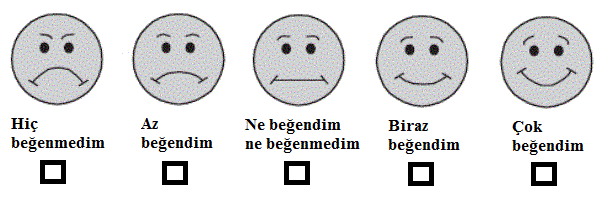 Hiç
beğenmedim
Az
beğendim
Ne beğendim
ne beğenmedim
Biraz
beğendim
Çok
beğendim